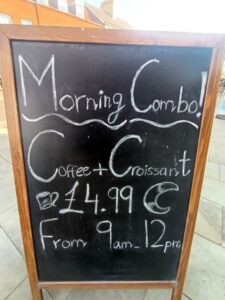 Morning Combo!
Coffee + Croissant
£4.99
From 9am-12pm